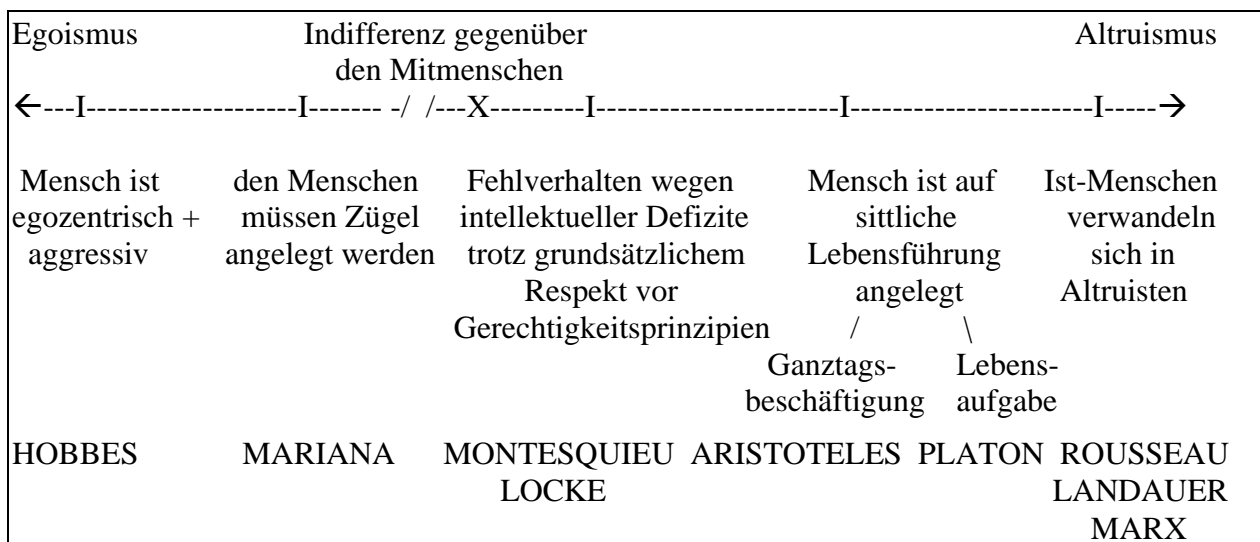 Egoismus Indifferenz gegenüber Altruismus
den Mitmenschen
←---I--------------------I------- -/ /---X---------I-----------------------I-----------------------I-----→
Mensch ist den Menschen Fehlverhalten wegen Mensch ist auf Ist-Menschen
egozentrisch + müssen Zügel intellektueller Defizite sittliche verwandeln
aggressiv angelegt werden trotz grundsätzlichem Lebensführung sich in
Respekt vor angelegt Altruisten
Gerechtigkeitsprinzipien / \
Ganztags- Lebens-
beschäftigung aufgabe
HOBBES MARIANA MONTESQUIEU ARISTOTELES PLATON ROUSSEAU
LOCKE LANDAUER
MARX